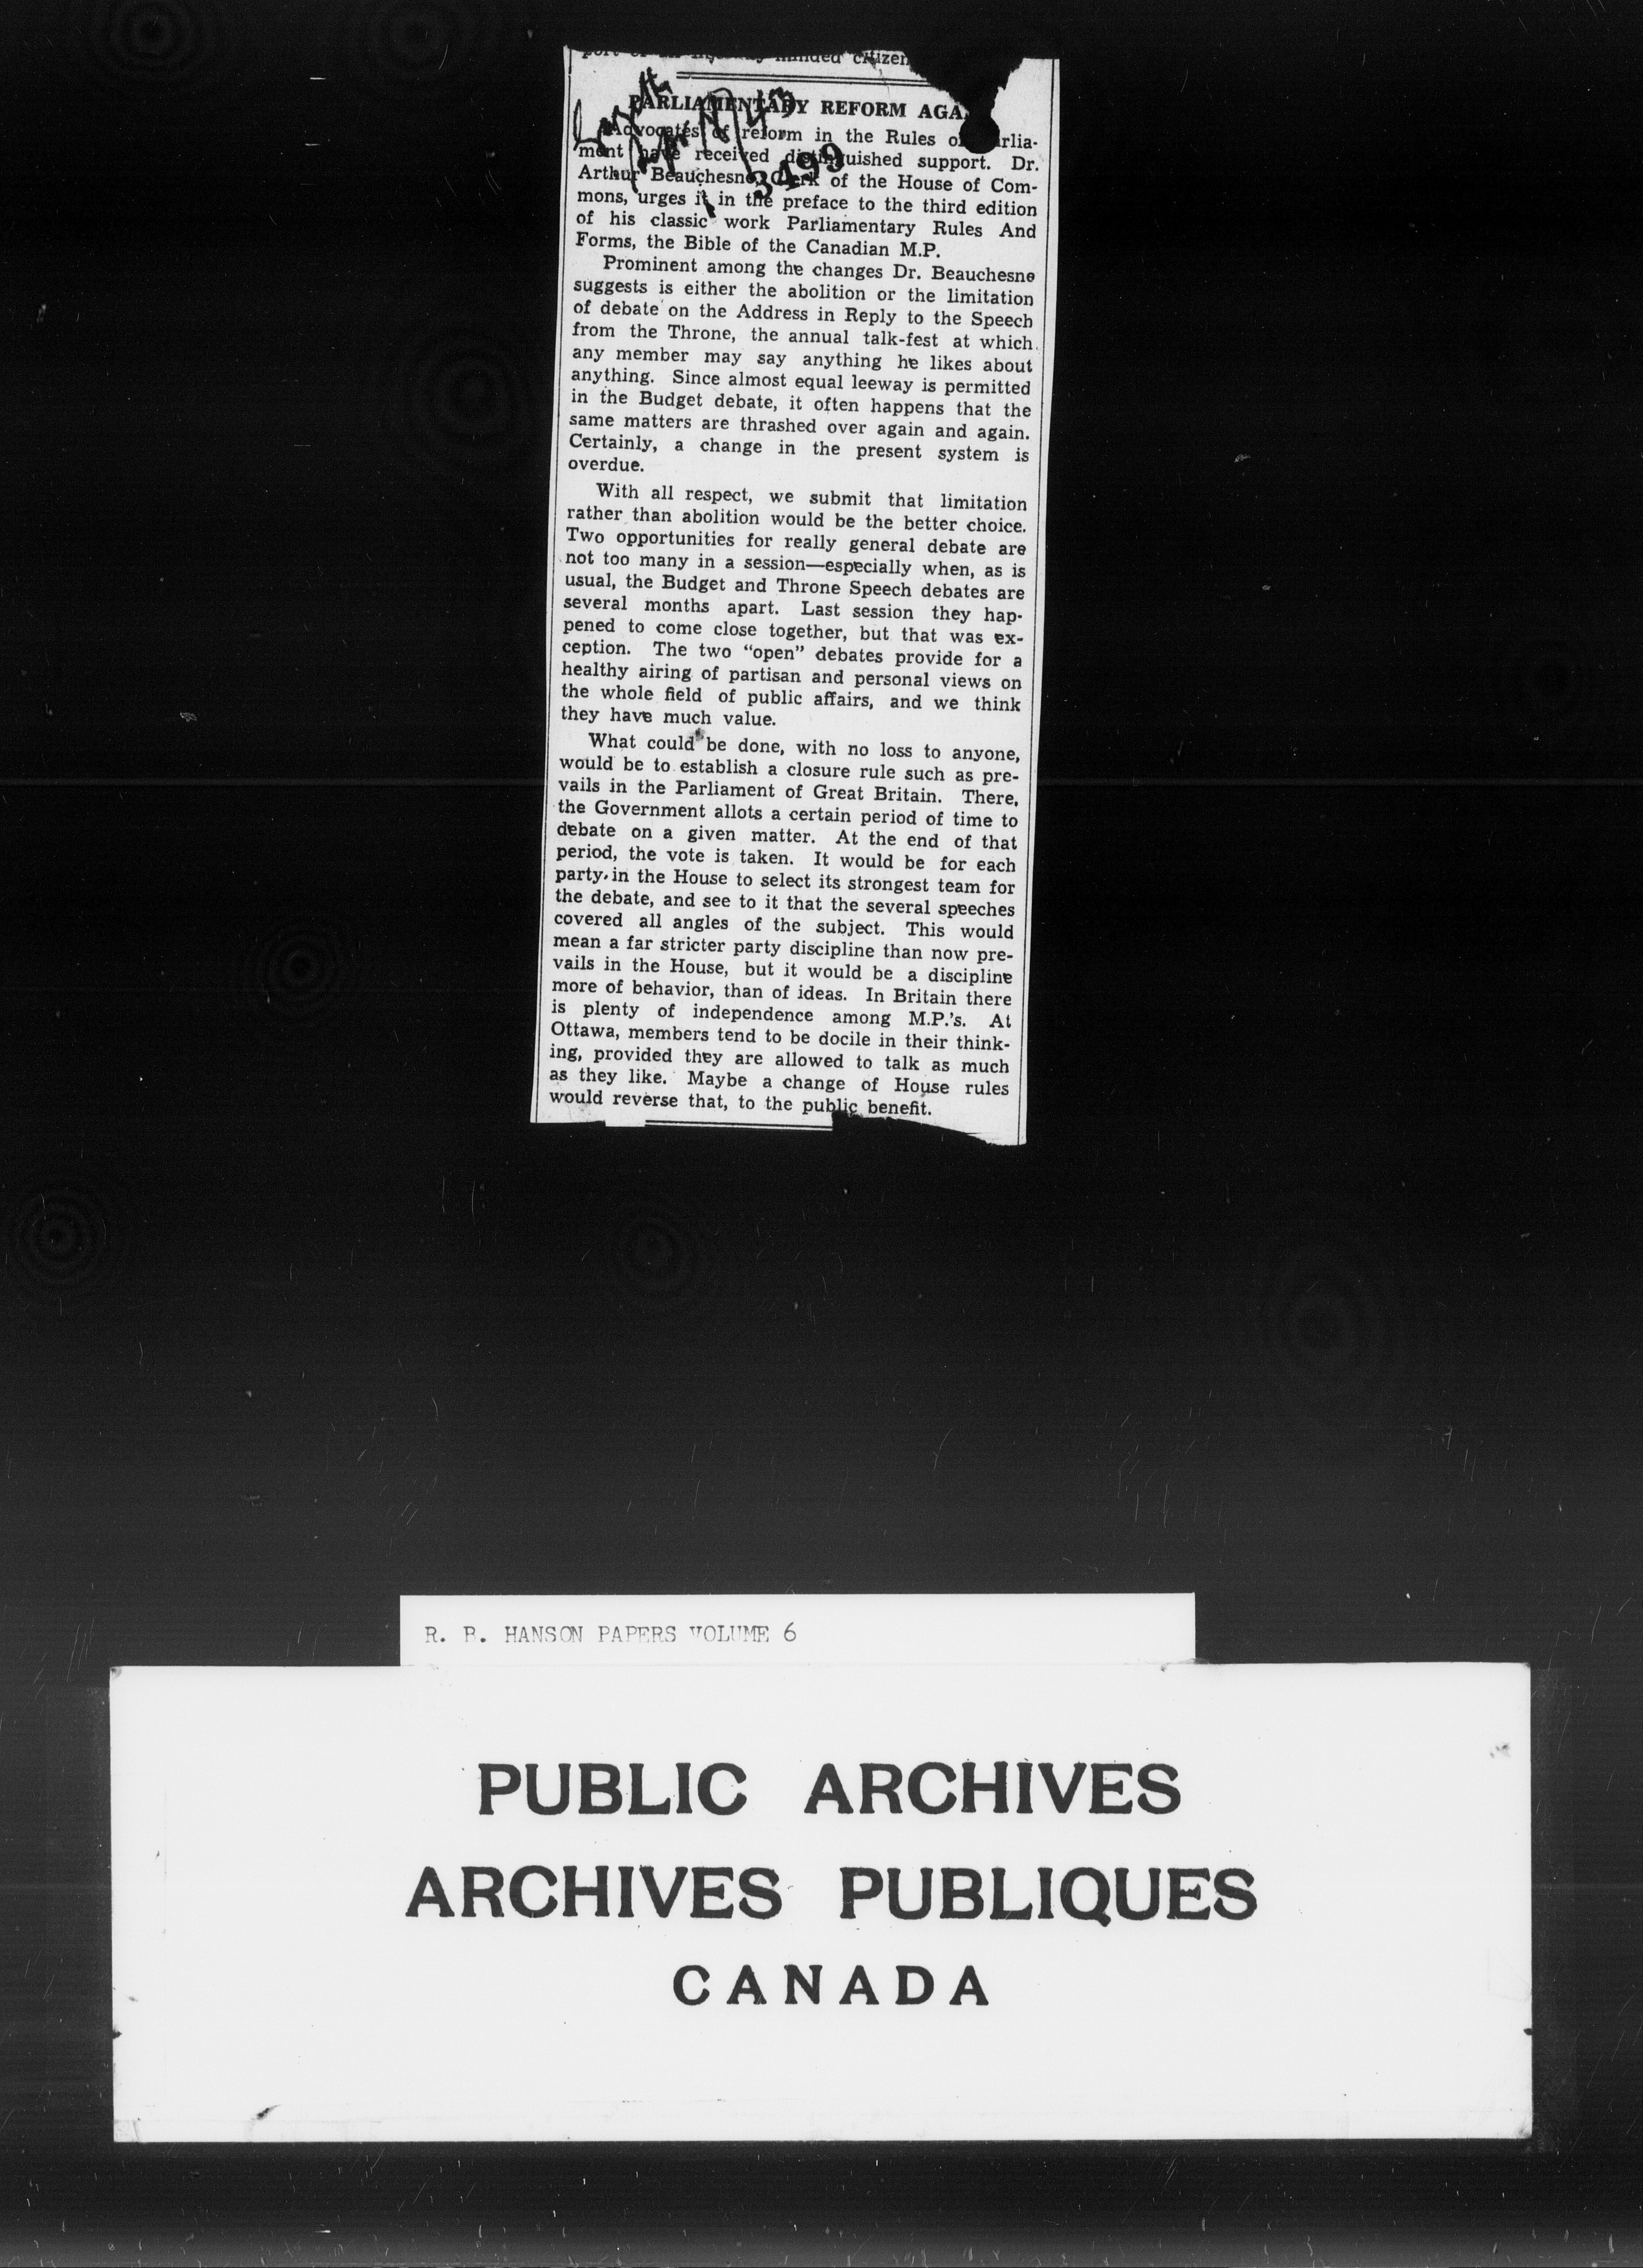 minded citizen
PARLIAMENTARY REFORM AGA
3499
Advocates of reform in the Rules of Parlia-
ment have received distinguished support. Dr.
Arthur Beauchesne, Clerk of the House of Com-
mons, urges it in the preface to the third edition
of his classic work Parliamentary Rules And
Forms, the Bible of the Canadian M.P.
Prominent among the changes Dr. Beauchesne
suggests is either the abolition or the limitation
of debate on the Address in Reply to the Speech
from the Throne, the annual talk-fest at which
any member may say anything he likes about
anything. Since almost equal leeway is permitted
in the Budget debate, it often happens that the
same matters are thrashed over again and again.
Certainly, a change in the present system is
overdue.
With all respect, we submit that limitation
rather than abolition would be the better choice.
Two opportunities for really general debate are
not too many in a session—especially when, as is
usual, the Budget and Throne Speech debates are
several months apart. Last session they hap-
pened to come close together, but that was ex-
ception. The two “open” debates provide for a
healthy airing of partisan and personal views on
the whole field of public affairs, and we think
they have much value.
What could be done, with no loss to anyone,
would be to establish a closure rule such as pre-
vails in the Parliament of Great Britain. There,
the Government allots a certain period of time to
debate on a given matter. At the end of that
period, the vote is taken. It would be for each
party in the House to select its strongest team for
the debate, and see to it that the several speeches
covered all angles of the subject. This would
mean a far stricter party discipline than now pre-
vails in the House, but it would be a discipline
more of behavior, than of ideas. In Britain there
is plenty of independence among M.P.'s. At
Ottawa, members tend to be docile in their think-
ing, provided they are allowed to talk as much
as they like. Maybe a change of House rules
would reverse that, to the public benefit.
R. B. HANSON PAPERS VOLUME 6
PUBLIC ARCHIVES
ARCHIVES PUBLIQUES
CANADA